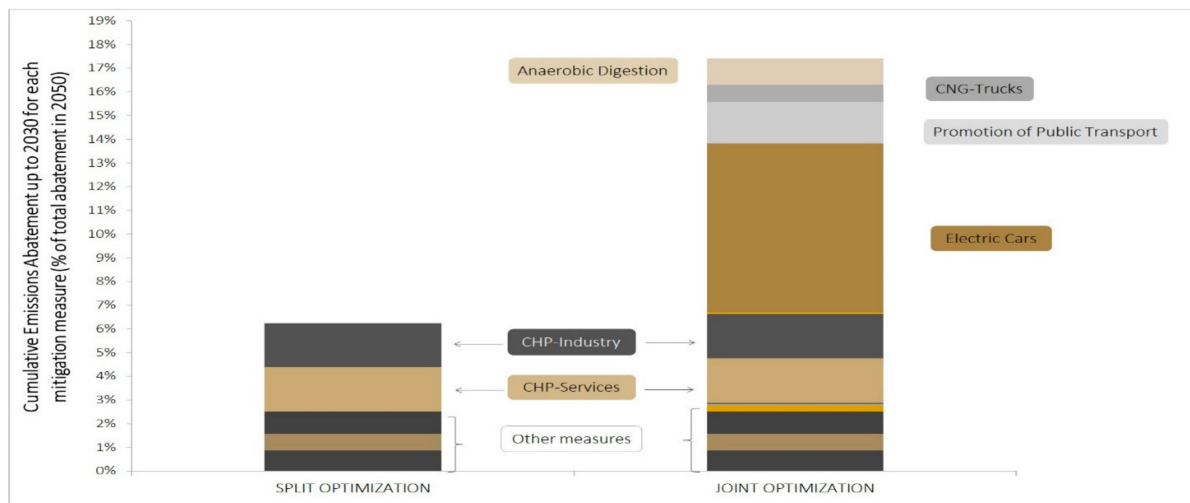 Cumulative Emissions Abatement up to 2030 for each
mitigation measure (% of total abatement in 2050)
19%
18%
17%
16%
15%
14%
13%
12%
11%
10%
9%
8%
7%
6%
5%
4%
3%
2%
1%
0%
Anaerobic Digestion
CNG-Trucks
Promotion of Public Transport
Electric Cars
CHP-Industry
CHP-Services
Other measures
SPLIT OPTIMIZATION
JOINT OPTIMIZATION